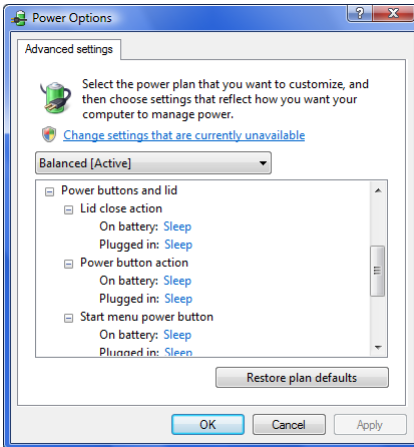 Power Options
Advanced settings
Select the power plan that you want to customize, and
then choose settings that reflect how you want your
computer to manage power.
Change settings that are currently unavailable
Balanced [Active]
Power buttons and lid
Lid close action
On battery: Sleep
Plugged in: Sleep
Power button action
On battery: Sleep
Plugged in: Sleep
Start menu power button
On battery: Sleep
Plugged in: Sleep
Restore plan defaults
OK Cancel Apply